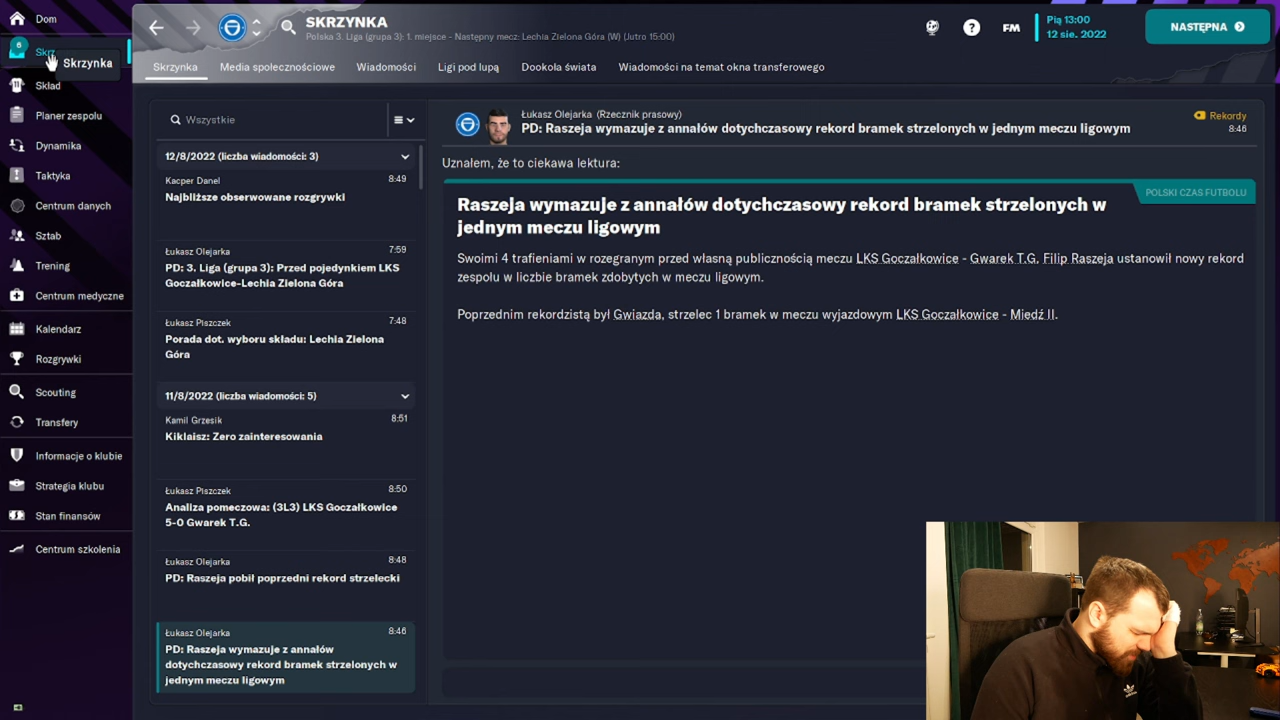 Dom
Skrz
6
Skrzynka
Skład
Planer zespołu
Dynamika
Taktyka
Centrum danych
Sztab
Trening
Centrum medyczne
Kalendarz
Rozgrywki
Scouting
Transfery
Informacje o klubie
Strategia klubu
Stan finansów
Centrum szkolenia
SKRZYNKA
Polska 3. Liga (grupa 3): 1. miejsce - Następny mecz: Lechia Zielona Góra (W) (Jutro 15:00)
?
FM
Pią 13:00
12 sie. 2022
NASTĘPNA
Skrzynka
Media społecznościowe
Wiadomości
Ligi pod lupą
Dookoła świata
Wiadomości na temat okna transferowego
Wszystkie
12/8/2022 (liczba wiadomości: 3)
Kacper Danel
8:49
Najbliższe obserwowane rozgrywki
Łukasz Olejarka
7:59
PD: 3. Liga (grupa 3): Przed pojedynkiem LKS
Goczałkowice-Lechia Zielona Góra
Łukasz Piszczek
7:48
Porada dot. wyboru składu: Lechia Zielona
Góra
11/8/2022 (liczba wiadomości: 5)
Kamil Grzesik
8:51
Kiklaisz: Zero zainteresowania
Łukasz Piszczek
8:50
Analiza pomeczowa: (3L3) LKS Goczałkowice
5-0 Gwarek T.G.
Łukasz Olejarka
8:48
PD: Raszeja pobił poprzedni rekord strzelecki
Łukasz Olejarka
8:46
PD: Raszeja wymazuje z annałów
dotychczasowy rekord bramek strzelonych w
jednym meczu ligowym
Łukasz Olejarka (Rzecznik prasowy)
PD: Raszeja wymazuje z annałów dotychczasowy rekord bramek strzelonych w jednym meczu ligowym
Rekordy
8:46
Uznałem, że to ciekawa lektura:
POLSKI CZAS FUTBOLU
Raszeja wymazuje z annałów dotychczasowy rekord bramek strzelonych w
jednym meczu ligowym
Swoimi 4 trafieniami w rozegranym przed własną publicznością meczu LKS Goczałkowice - Gwarek T.G, Filip Raszeja ustanowił nowy rekord
zespołu w liczbie bramek zdobytych w meczu ligowym.
Poprzednim rekordzistą był Gwiazda, strzelec 1 bramek w meczu wyjazdowym LKS Goczałkowice - Miedź II.